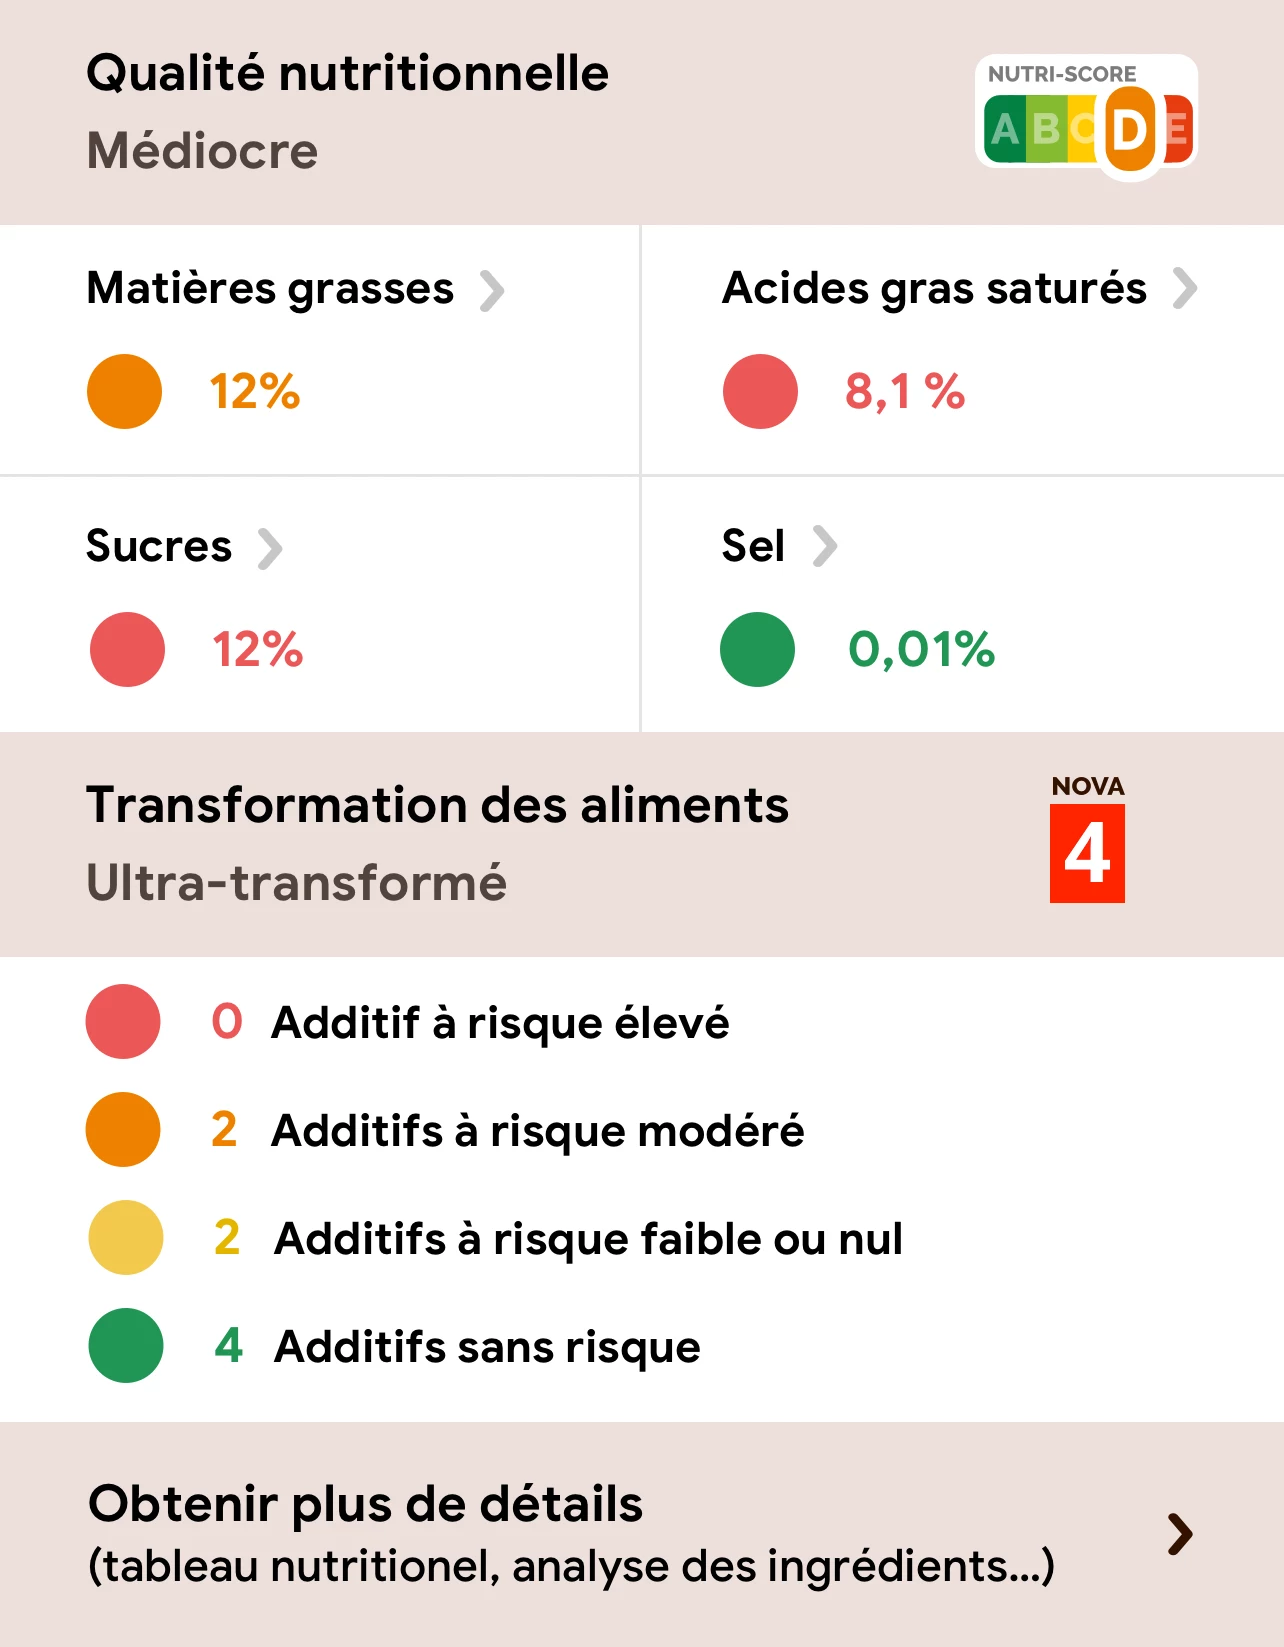 Qualité nutritionnelle
Médiocre
NUTRI-SCORE
A B C D E
Matières grasses
12%
Acides gras saturés
8,1 %
Sucres
12%
Sel
0,01%
Transformation des aliments
Ultra-transformé
NOVA
4
0 Additif à risque élevé
2 Additifs à risque modéré
2 Additifs à risque faible ou nul
4 Additifs sans risque
Obtenir plus de détails
(tableau nutritionel, analyse des ingrédients...)